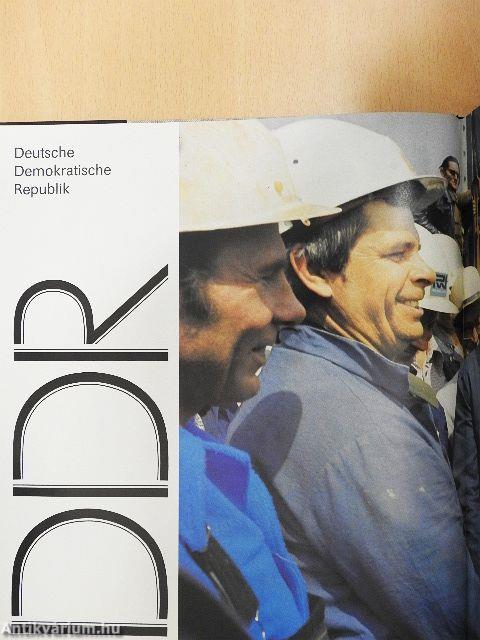 Deutsche
Demokratische
Republik
DDR
Antikvarium.hu